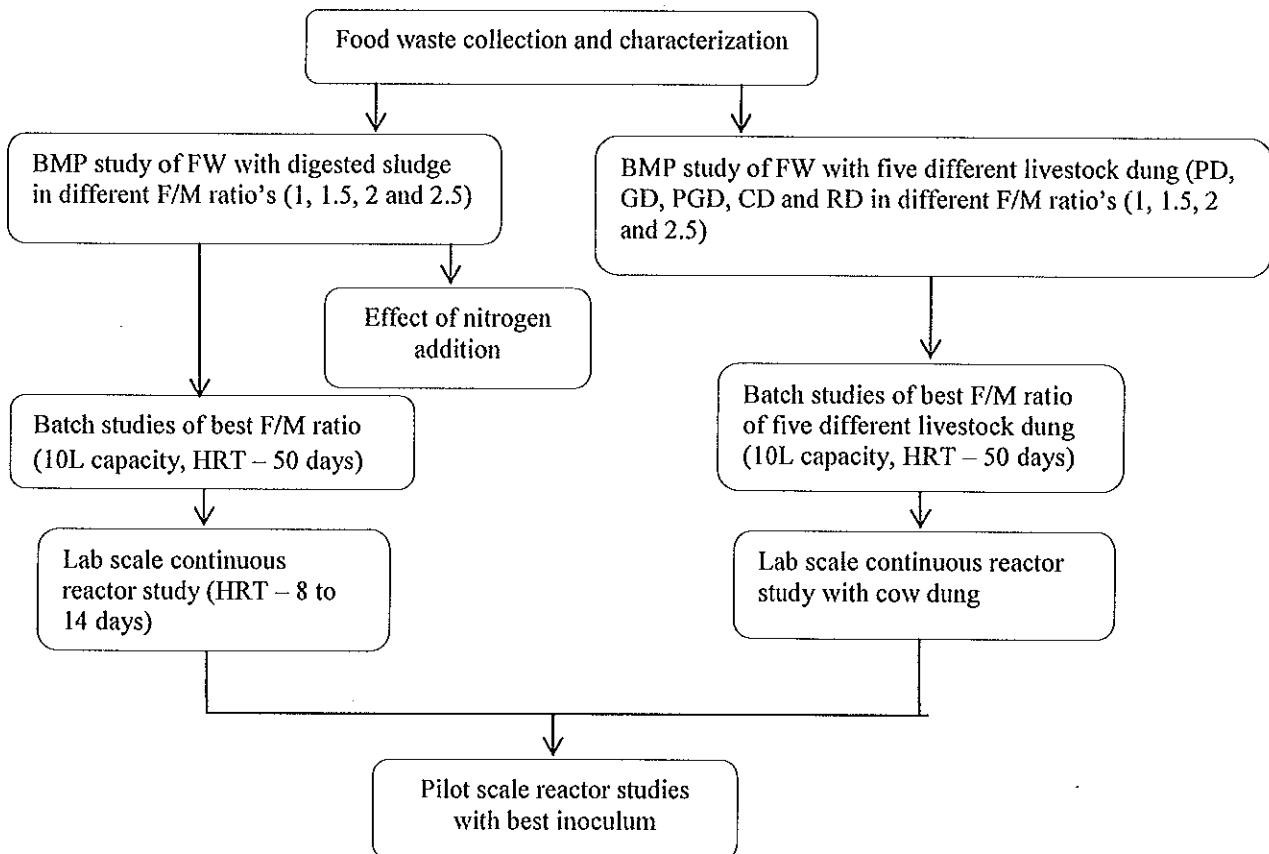 Food waste collection and characterization
BMP study of FW with digested sludge
in different F/M ratio's (1, 1.5, 2 and 2.5)
BMP study of FW with five different livestock dung (PD,
GD, PGD, CD and RD in different F/M ratio's (1, 1.5, 2
and 2.5)
Effect of nitrogen
addition
Batch studies of best F/M ratio
(10L capacity, HRT – 50 days)
Batch studies of best F/M ratio
of five different livestock dung
(10L capacity, HRT – 50 days)
Lab scale continuous
reactor study (HRT – 8 to
14 days)
Lab scale continuous reactor
study with cow dung
Pilot scale reactor studies
with best inoculum